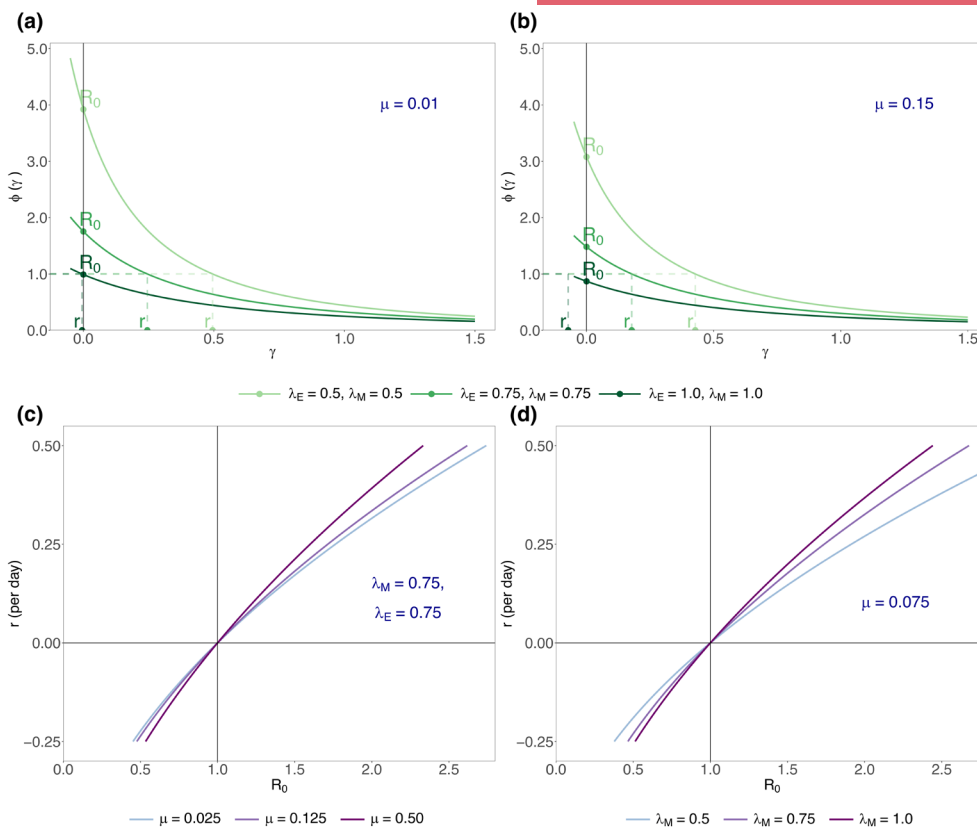 (a)
5.0
4.0
3.0
2.0
1.0
0.0
ϕ (γ)
R0
R0
R0
μ = 0.01
r
r
r
0.0 0.5 1.0 1.5
γ
(b)
5.0
4.0
3.0
2.0
1.0
0.0
ϕ (γ)
R0
R0
R0
μ = 0.15
r
r
r
0.0 0.5 1.0 1.5
γ
λE = 0.5, λM = 0.5 λE = 0.75, λM = 0.75 λE = 1.0, λM = 1.0
(c)
0.50
0.25
0.00
−0.25
r (per day)
λM = 0.75,
λE = 0.75
0.0 0.5 1.0 1.5 2.0 2.5
R0
μ = 0.025 μ = 0.125 μ = 0.50
(d)
0.50
0.25
0.00
−0.25
r (per day)
μ = 0.075
0.0 0.5 1.0 1.5 2.0 2.5
R0
λM = 0.5 λM = 0.75 λM = 1.0